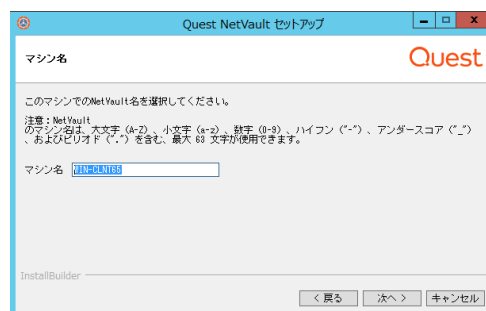 Quest NetVault セットアップ
マシン名
Quest
このマシンでのNetVault名を選択してください。
注意：NetVault
のマシン名は、大文字（A-Z）、小文字（a-z）、数字（0-9）、ハイフン（"-"）、アンダースコア（"_"）
、およびピリオド（"."）を含む、最大 63 文字が使用できます。
マシン名 WIN-CLNT65
InstallBuilder
< 戻る 次へ > キャンセル